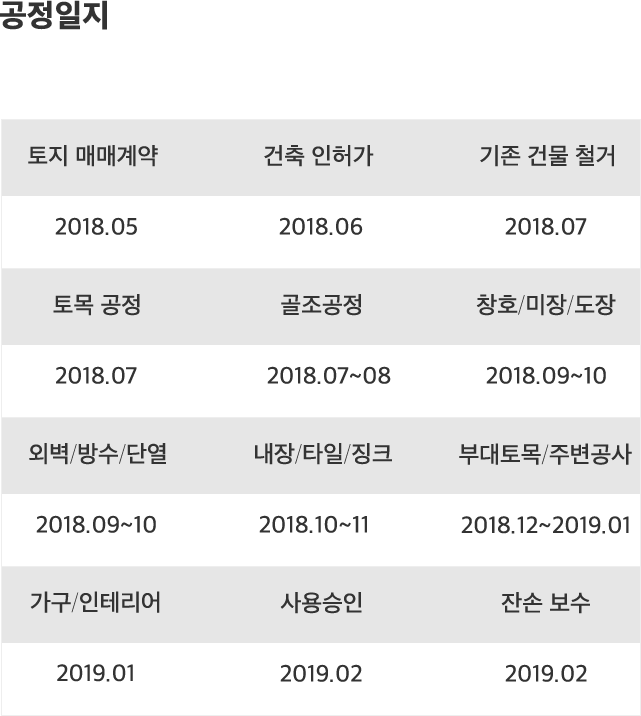 공정일지
토지 매매계약 건축 인허가 기존 건물 철거
2018.05 2018.06 2018.07
토목 공정 골조공정 창호/미장/도장
2018.07 2018.07~08 2018.09~10
외벽/방수/단열 내장/타일/징크 부대토목/주변공사
2018.09~10 2018.10~11 2018.12~2019.01
가구/인테리어 사용승인 잔손 보수
2019.01 2019.02 2019.02